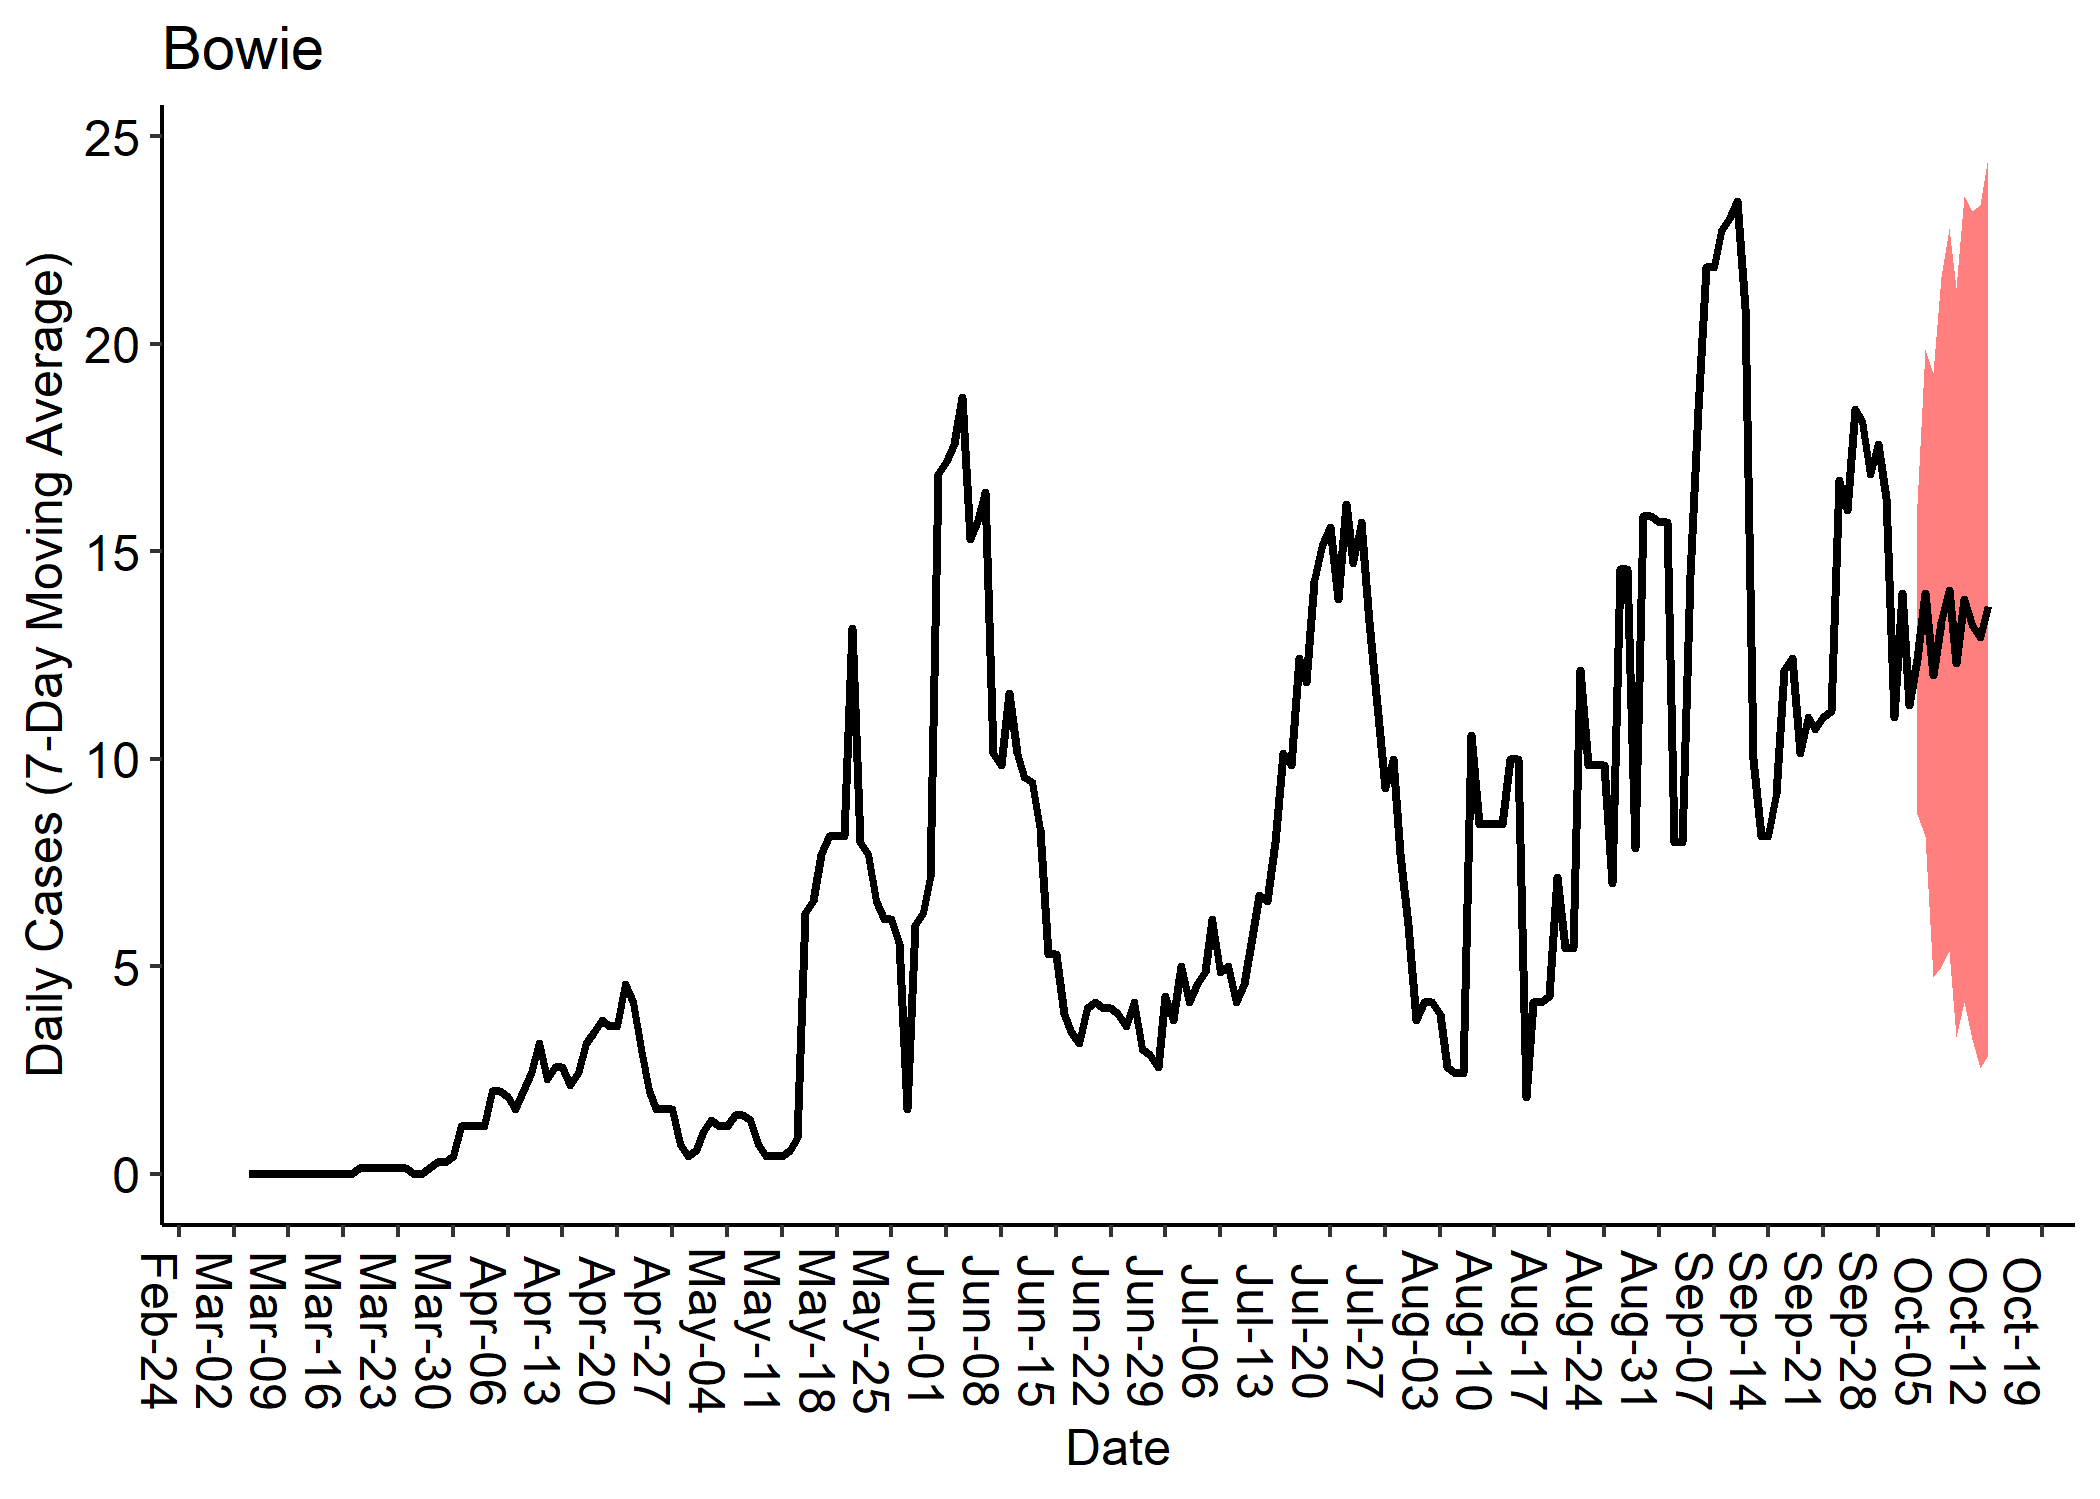 Bowie
Daily Cases (7-Day Moving Average)
25
20
15
10
5
0
Feb-24
Mar-02
Mar-09
Mar-16
Mar-23
Mar-30
Apr-06
Apr-13
Apr-20
Apr-27
May-04
May-11
May-18
May-25
Jun-01
Jun-08
Jun-15
Jun-22
Jun-29
Jul-06
Jul-13
Jul-20
Jul-27
Aug-03
Aug-10
Aug-17
Aug-24
Aug-31
Sep-07
Sep-14
Sep-21
Sep-28
Oct-05
Oct-12
Oct-19
Date